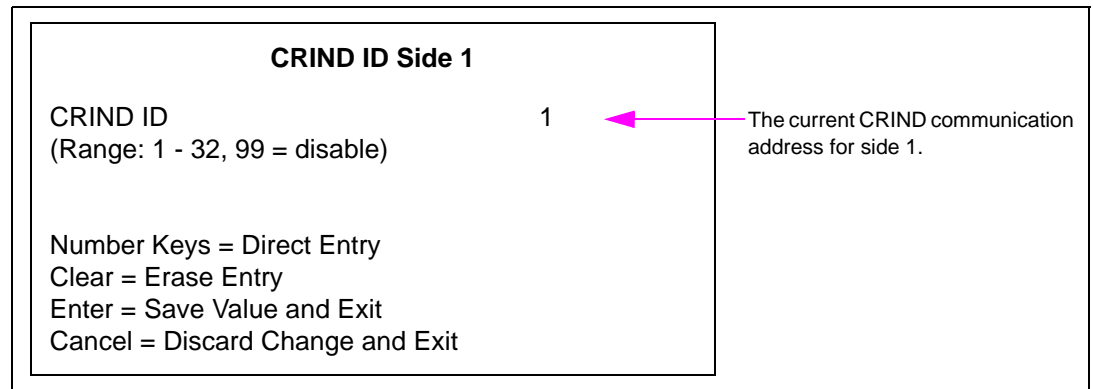 CRIND ID Side 1
CRIND ID 1
(Range: 1 - 32, 99 = disable)
The current CRIND communication
address for side 1.
Number Keys = Direct Entry
Clear = Erase Entry
Enter = Save Value and Exit
Cancel = Discard Change and Exit